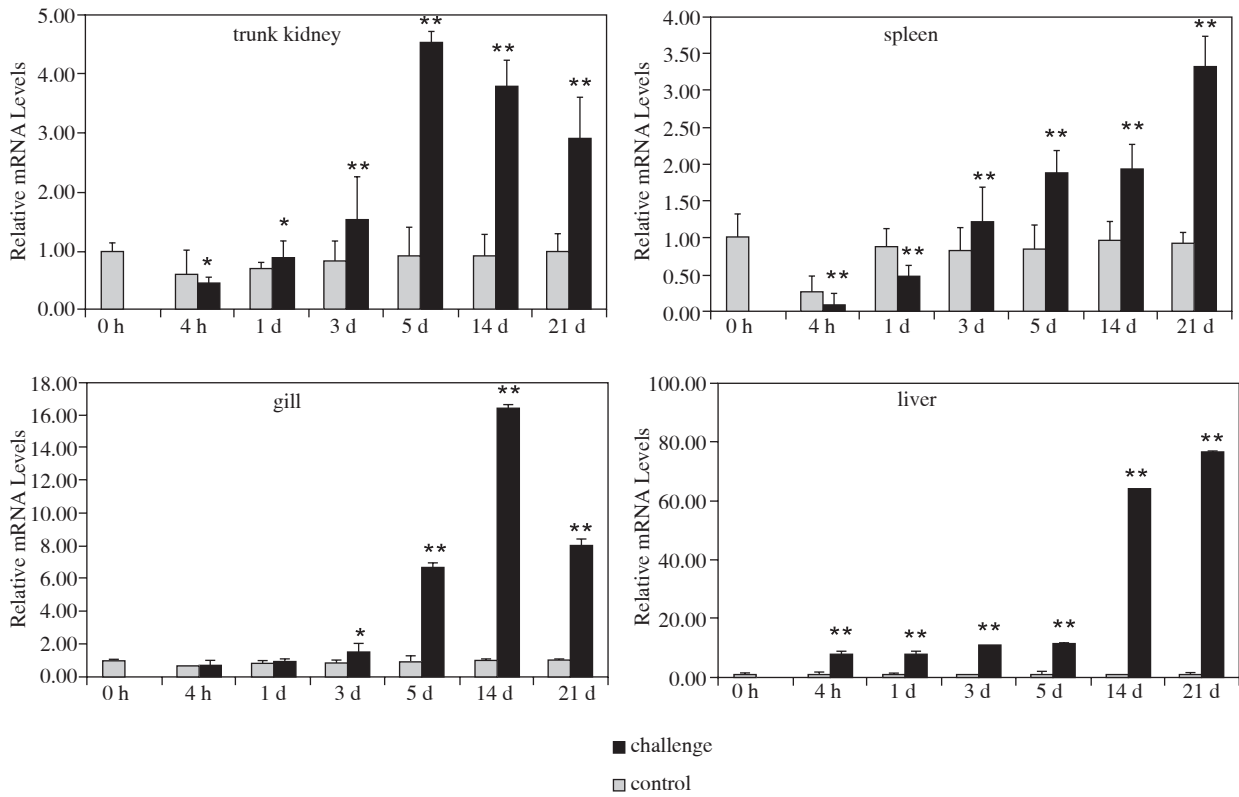 trunk kidney
Relative mRNA Levels
5.00
4.00
3.00
2.00
1.00
0.00
** ** ** ** * *
0 h 4 h 1 d 3 d 5 d 14 d 21 d
spleen
Relative mRNA Levels
4.00
3.50
3.00
2.50
2.00
1.50
1.00
0.50
0.00
** ** ** ** ** **
0 h 4 h 1 d 3 d 5 d 14 d 21 d
gill
Relative mRNA Levels
18.00
16.00
14.00
12.00
10.00
8.00
6.00
4.00
2.00
0.00
** ** ** *
0 h 4 h 1 d 3 d 5 d 14 d 21 d
liver
Relative mRNA Levels
100.00
80.00
60.00
40.00
20.00
0.00
** ** ** ** ** **
0 h 4 h 1 d 3 d 5 d 14 d 21 d
challenge
control